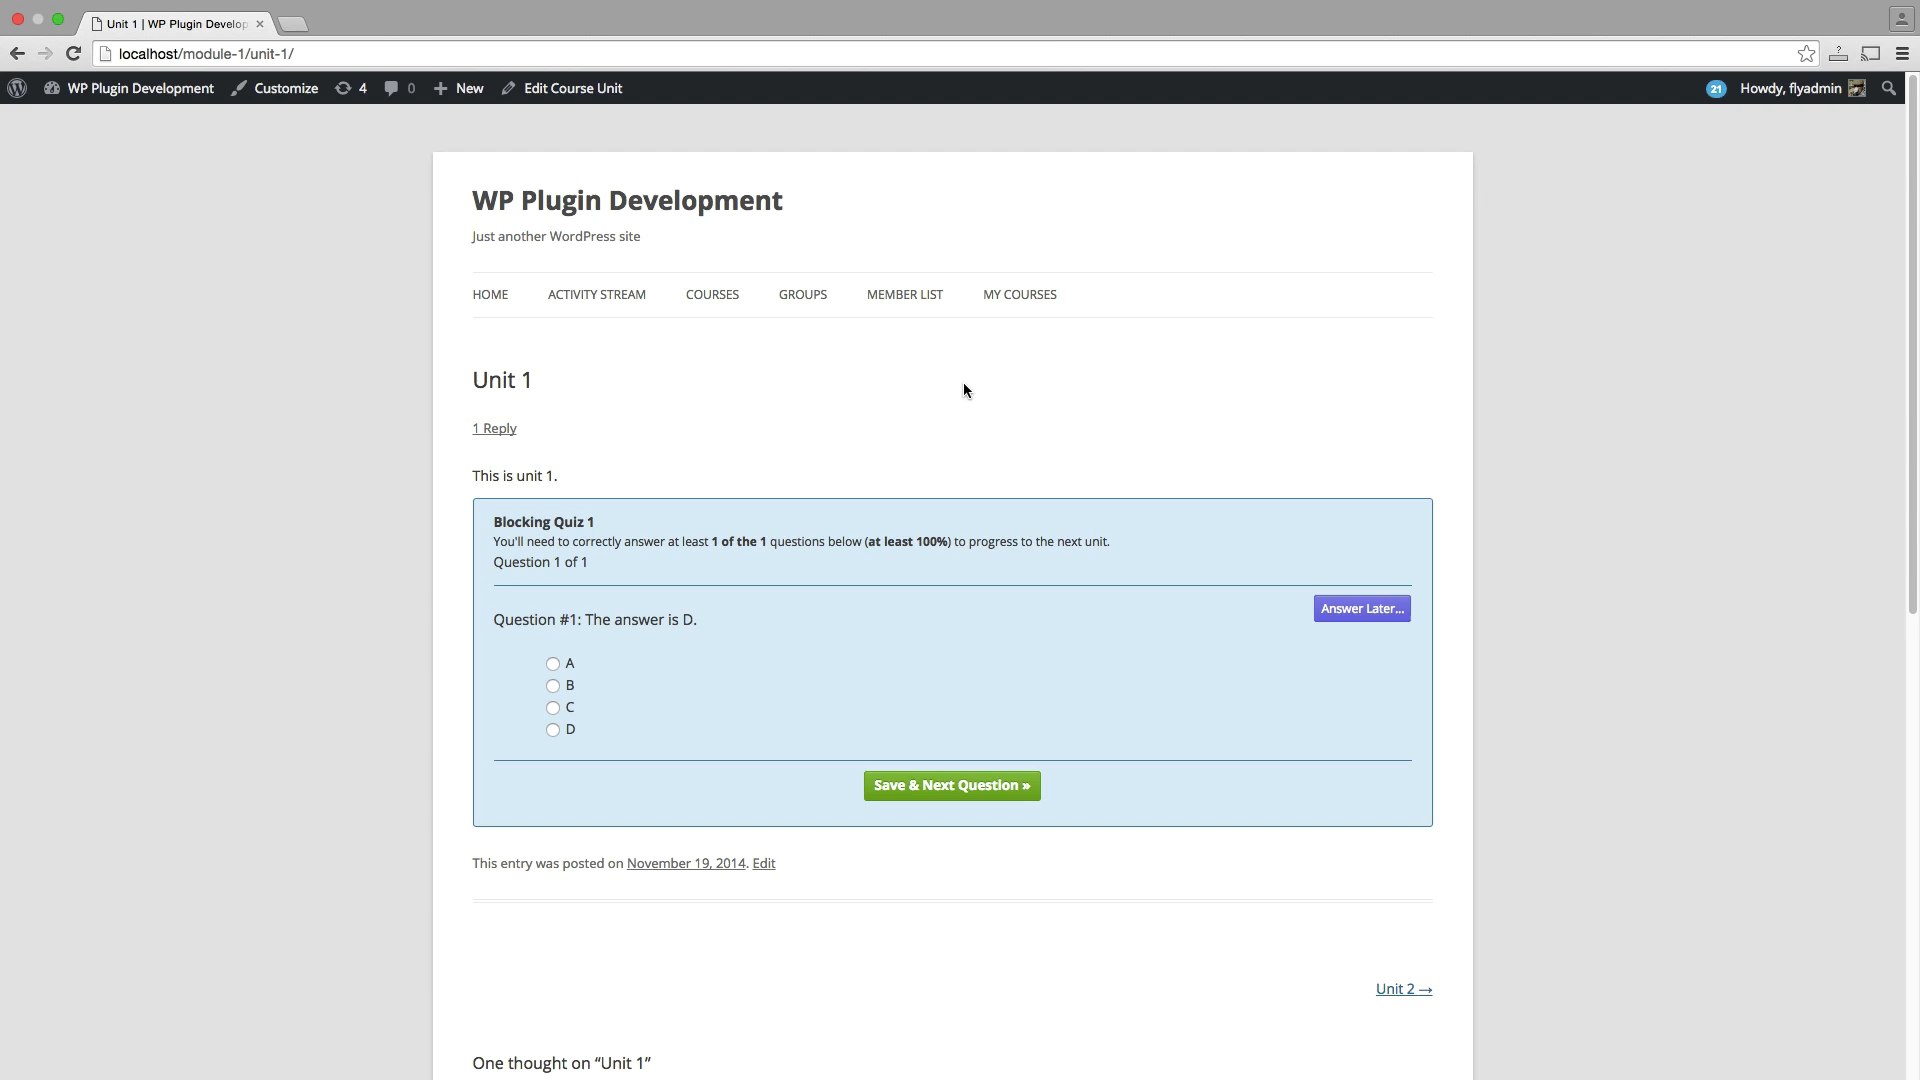 Unit 1 | WP Plugin Develop
localhost/module-1/unit-1/
WP Plugin Development
Customize
4
0
New
Edit Course Unit
21
Howdy, flyadmin
WP Plugin Development
Just another WordPress site
HOME
ACTIVITY STREAM
COURSES
GROUPS
MEMBER LIST
MY COURSES
Unit 1
1 Reply
This is unit 1.
Blocking Quiz 1
You'll need to correctly answer at least 1 of the 1 questions below (at least 100%) to progress to the next unit.
Question 1 of 1
Answer Later...
Question #1: The answer is D.
A
B
C
D
Save & Next Question »
This entry was posted on November 19, 2014. Edit
Unit 2 →
One thought on “Unit 1”